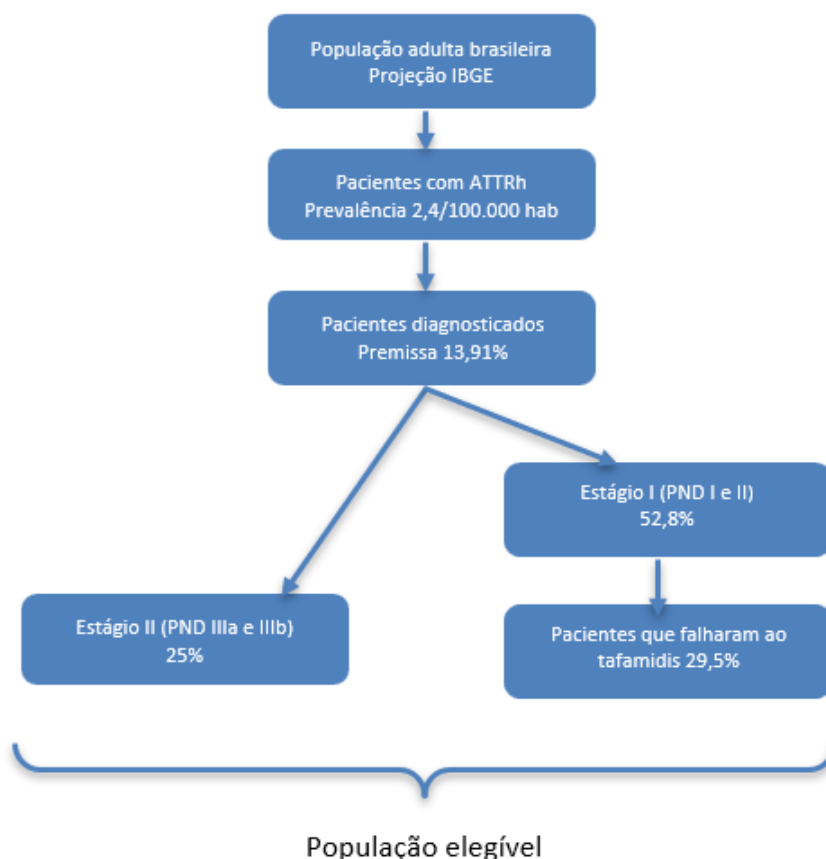 População adulta brasileira
Projeção IBGE
Pacientes com ATTRh
Prevalência 2,4/100.000 hab
Pacientes diagnosticados
Premissa 13,91%
Estágio I (PND I e II)
52,8%
Estágio II (PND IIIa e IIIb)
25%
Pacientes que falharam ao
tafamidis 29,5%
População elegível